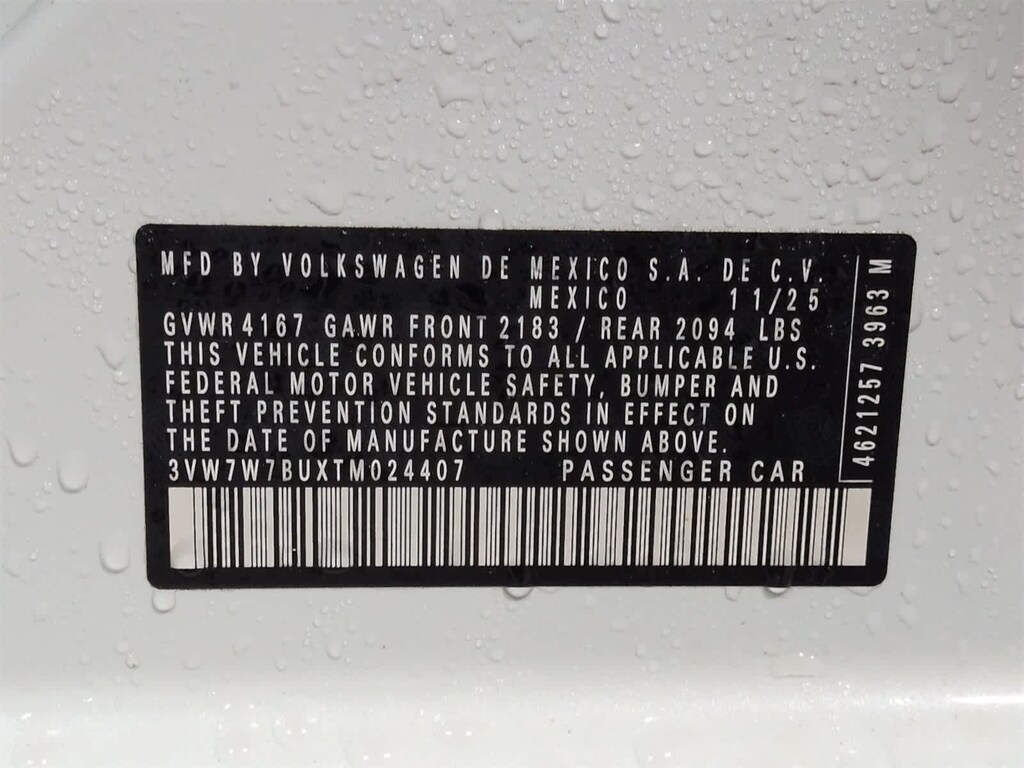 MFD BY VOLKSWAGEN DE MEXICO S.A. DE C.V.
MEXICO 11/25
GVWR 4167 GAWR FRONT 2183 / REAR 2094 LBS
THIS VEHICLE CONFORMS TO ALL APPLICABLE U.S.
FEDERAL MOTOR VEHICLE SAFETY, BUMPER AND
THEFT PREVENTION STANDARDS IN EFFECT ON
THE DATE OF MANUFACTURE SHOWN ABOVE.
3VW7W7BUXTM024407 PASSENGER CAR
4621257 3963 M